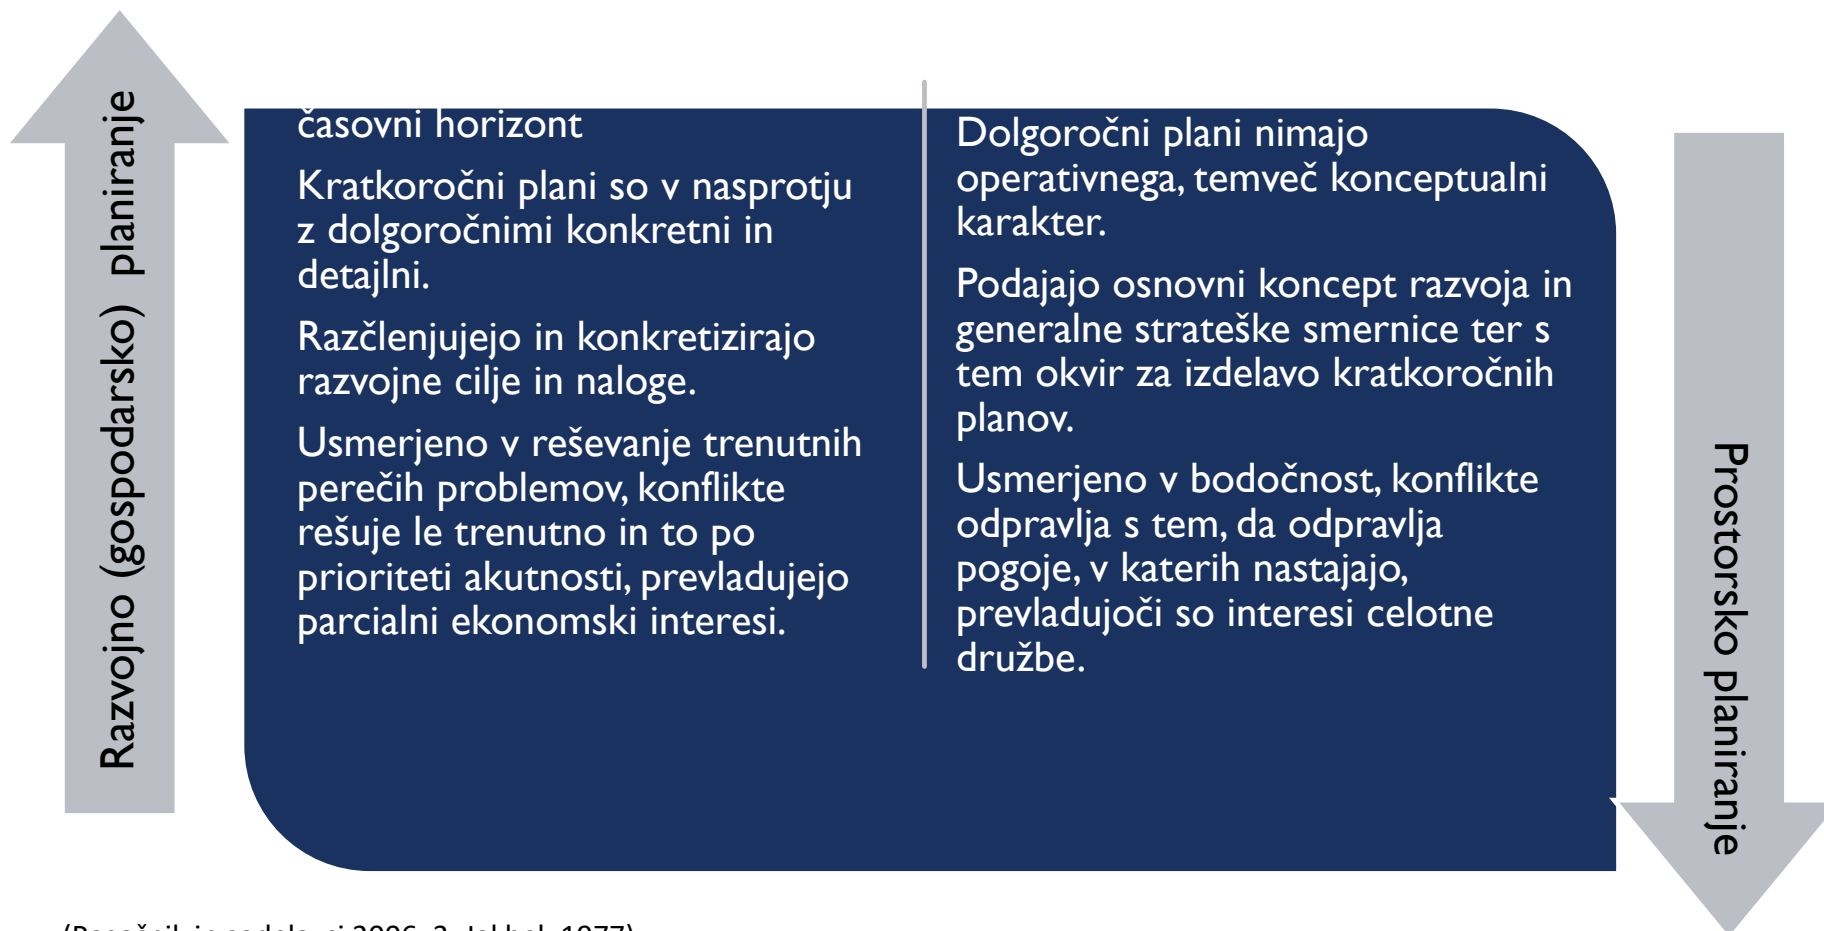 Razvojno (gospodarsko) planiranje
časovni horizont
Kratkoročni plani so v nasprotju
z dolgoročnimi konkretni in
detajlni.
Razčlenjujejo in konkretizirajo
razvojne cilje in naloge.
Usmerjeno v reševanje trenutnih
perečih problemov, konflikte
rešuje le trenutno in to po
prioriteti akutnosti, prevladujejo
parcialni ekonomski interesi.
Dolgoročni plani nimajo
operativnega, temveč konceptualni
karakter.
Podajajo osnovni koncept razvoja in
generalne strateške smernice ter s
tem okvir za izdelavo kratkoročnih
planov.
Usmerjeno v bodočnost, konflikte
odpravlja s tem, da odpravlja
pogoje, v katerih nastajajo,
prevladujoči so interesi celotne
družbe.
Prostorsko planiranje